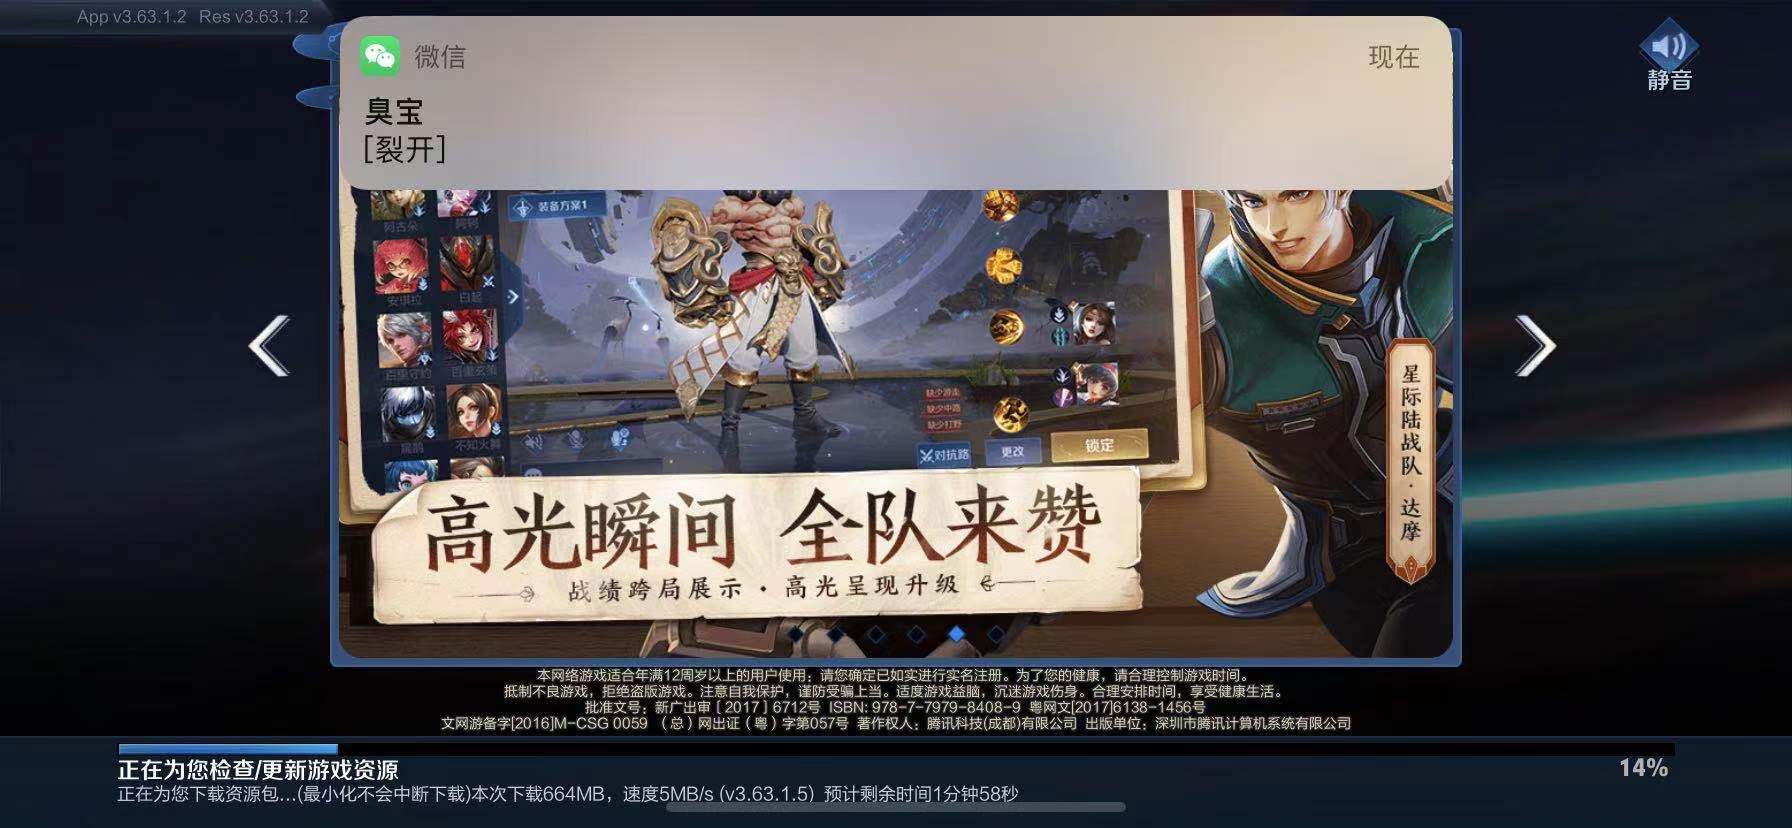 App v3.63.1.2 Res v3.63.1.2
微信
现在
臭宝
[裂开]
静音
装备方案1
阿古朵
安琪拉
白起
百里守约
百里玄策
不知火舞
缺少游走
缺少中路
缺少打野
对抗路
更改
锁定
星际陆战队·达摩
高光瞬间 全队来赞
战绩跨局展示·高光呈现升级
本网络游戏适合年满12周岁以上的用户使用；请您确定已如实进行实名注册。为了您的健康，请合理控制游戏时间。
抵制不良游戏，拒绝盗版游戏。注意自我保护，谨防受骗上当。适度游戏益脑，沉迷游戏伤身。合理安排时间，享受健康生活。
批准文号：新广出审〔2017〕6712号 ISBN: 978-7-7979-8408-9 粤网文[2017]6138-1456号
文网游备字[2016]M-CSG 0059 （总）网出证（粤）字第057号 著作权人：腾讯科技(成都)有限公司 出版单位：深圳市腾讯计算机系统有限公司
正在为您检查/更新游戏资源
14%
正在为您下载资源包...(最小化不会中断下载)本次下载664MB，速度5MB/s (v3.63.1.5) 预计剩余时间1分钟58秒